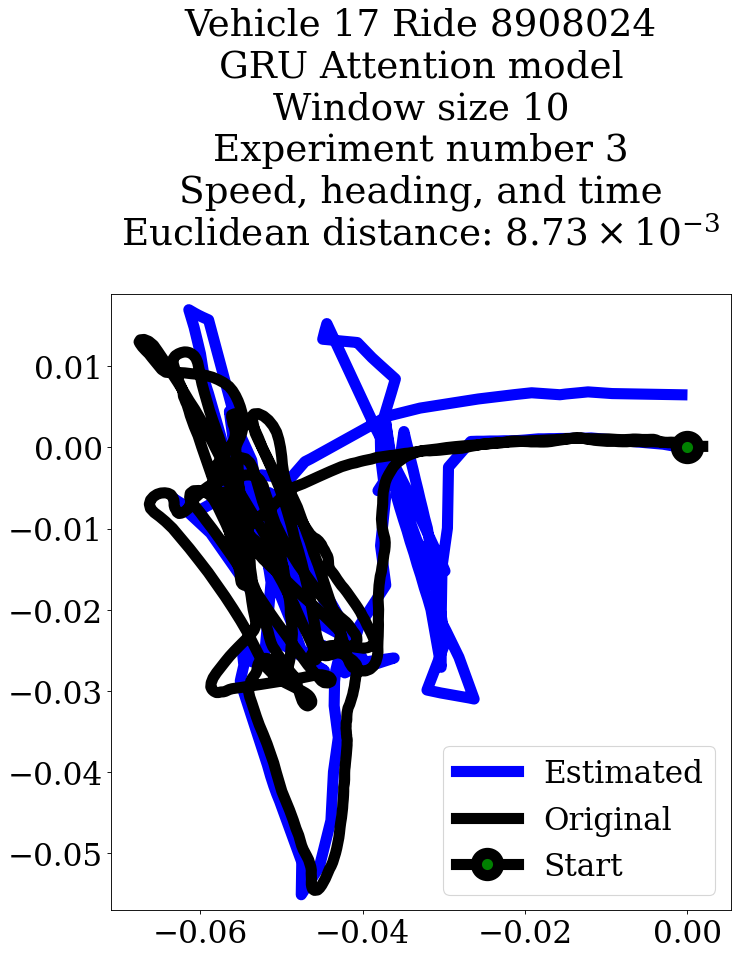 Vehicle 17 Ride 8908024
GRU Attention model
Window size 10
Experiment number 3
Speed, heading, and time
Euclidean distance: 8.73 × 10⁻³
0.01
0.00
−0.01
−0.02
−0.03
−0.04
−0.05
Estimated
Original
Start
−0.06 −0.04 −0.02 0.00